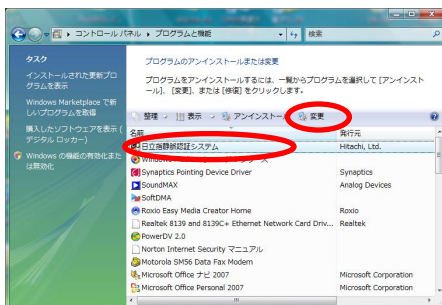 コントロール パネル ▸ プログラムと機能
検索
タスク
インストールされた更新プロ
グラムを表示
Windows Marketplace で新
しいプログラムを取得
購入したソフトウェアを表示 (
デジタル ロッカー)
Windows の機能の有効化また
は無効化
プログラムのアンインストールまたは変更
プログラムをアンインストールするには、一覧からプログラムを選択して [アンインスト
ール]、[変更]、または [修復] をクリックします。
整理 表示 アンインストール 変更
名前 発行元
日立指静脈認証システム Hitachi, Ltd.
Synaptics Pointing Device Driver Synaptics
SoundMAX Analog Devices
SoftDMA
Roxio Easy Media Creator Home Roxio
Realtek 8139 and 8139C+ Ethernet Network Card Driv... Realtek
PowerDV 2.0
Norton Internet Security マニュアル
Motorola SM56 Data Fax Modem
Microsoft Office ナビ 2007 Microsoft Corporation
Microsoft Office Personal 2007 Microsoft Corporation